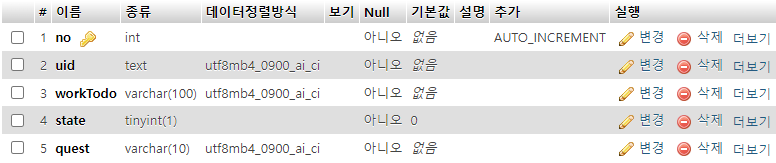 # 이름 종류 데이터정렬방식 보기 Null 기본값 설명 추가 실행
1 no int 아니오 없음 AUTO_INCREMENT 변경 삭제 더보기
2 uid text utf8mb4_0900_ai_ci 아니오 없음 변경 삭제 더보기
3 workTodo varchar(100) utf8mb4_0900_ai_ci 아니오 없음 변경 삭제 더보기
4 state tinyint(1) 아니오 0 변경 삭제 더보기
5 quest varchar(10) utf8mb4_0900_ai_ci 아니오 없음 변경 삭제 더보기